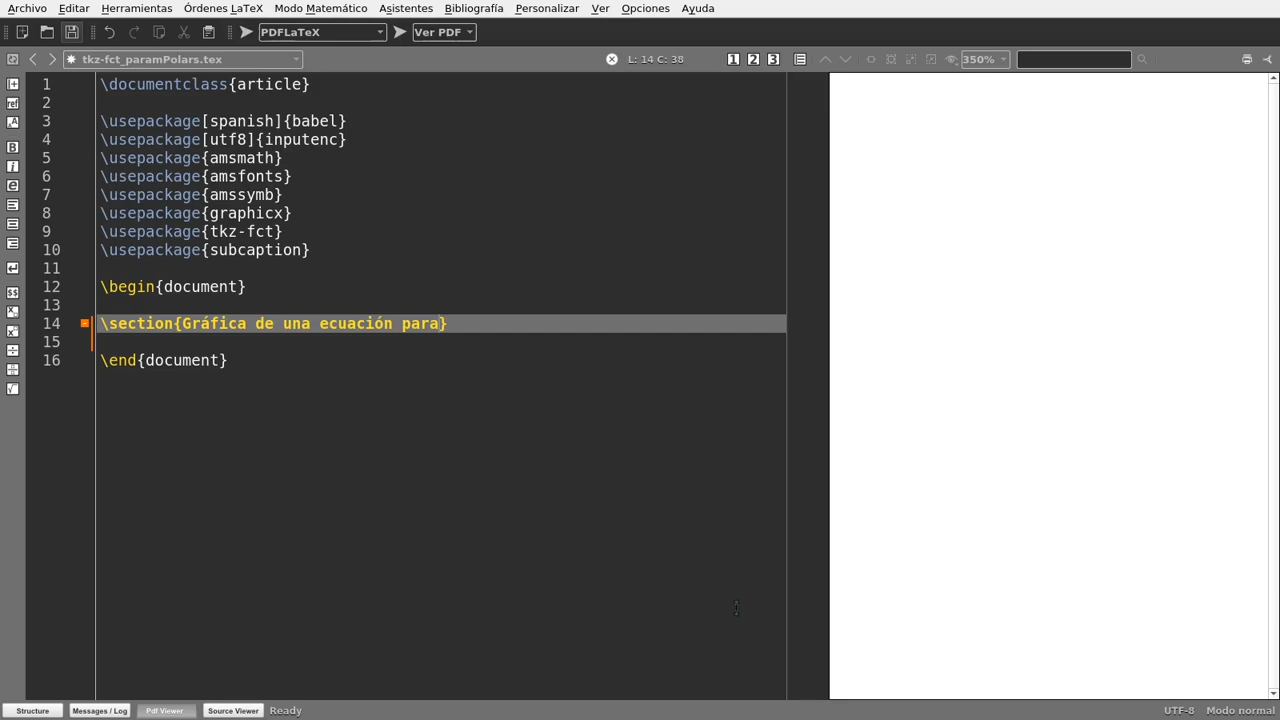 Archivo Editar Herramientas Órdenes LaTeX Modo Matemático Asistentes Bibliografía Personalizar Ver Opciones Ayuda
PDFLaTeX Ver PDF
tkz-fct_paramPolars.tex L: 14 C: 38 1 2 3 350%
ref
1 \documentclass{article}
2
3 \usepackage[spanish]{babel}
4 \usepackage[utf8]{inputenc}
5 \usepackage{amsmath}
6 \usepackage{amsfonts}
7 \usepackage{amssymb}
8 \usepackage{graphicx}
9 \usepackage{tkz-fct}
10 \usepackage{subcaption}
11
12 \begin{document}
13
14 \section{Gráfica de una ecuación para}
15
16 \end{document}
Structure Messages / Log Pdf Viewer Source Viewer Ready UTF-8 Modo normal